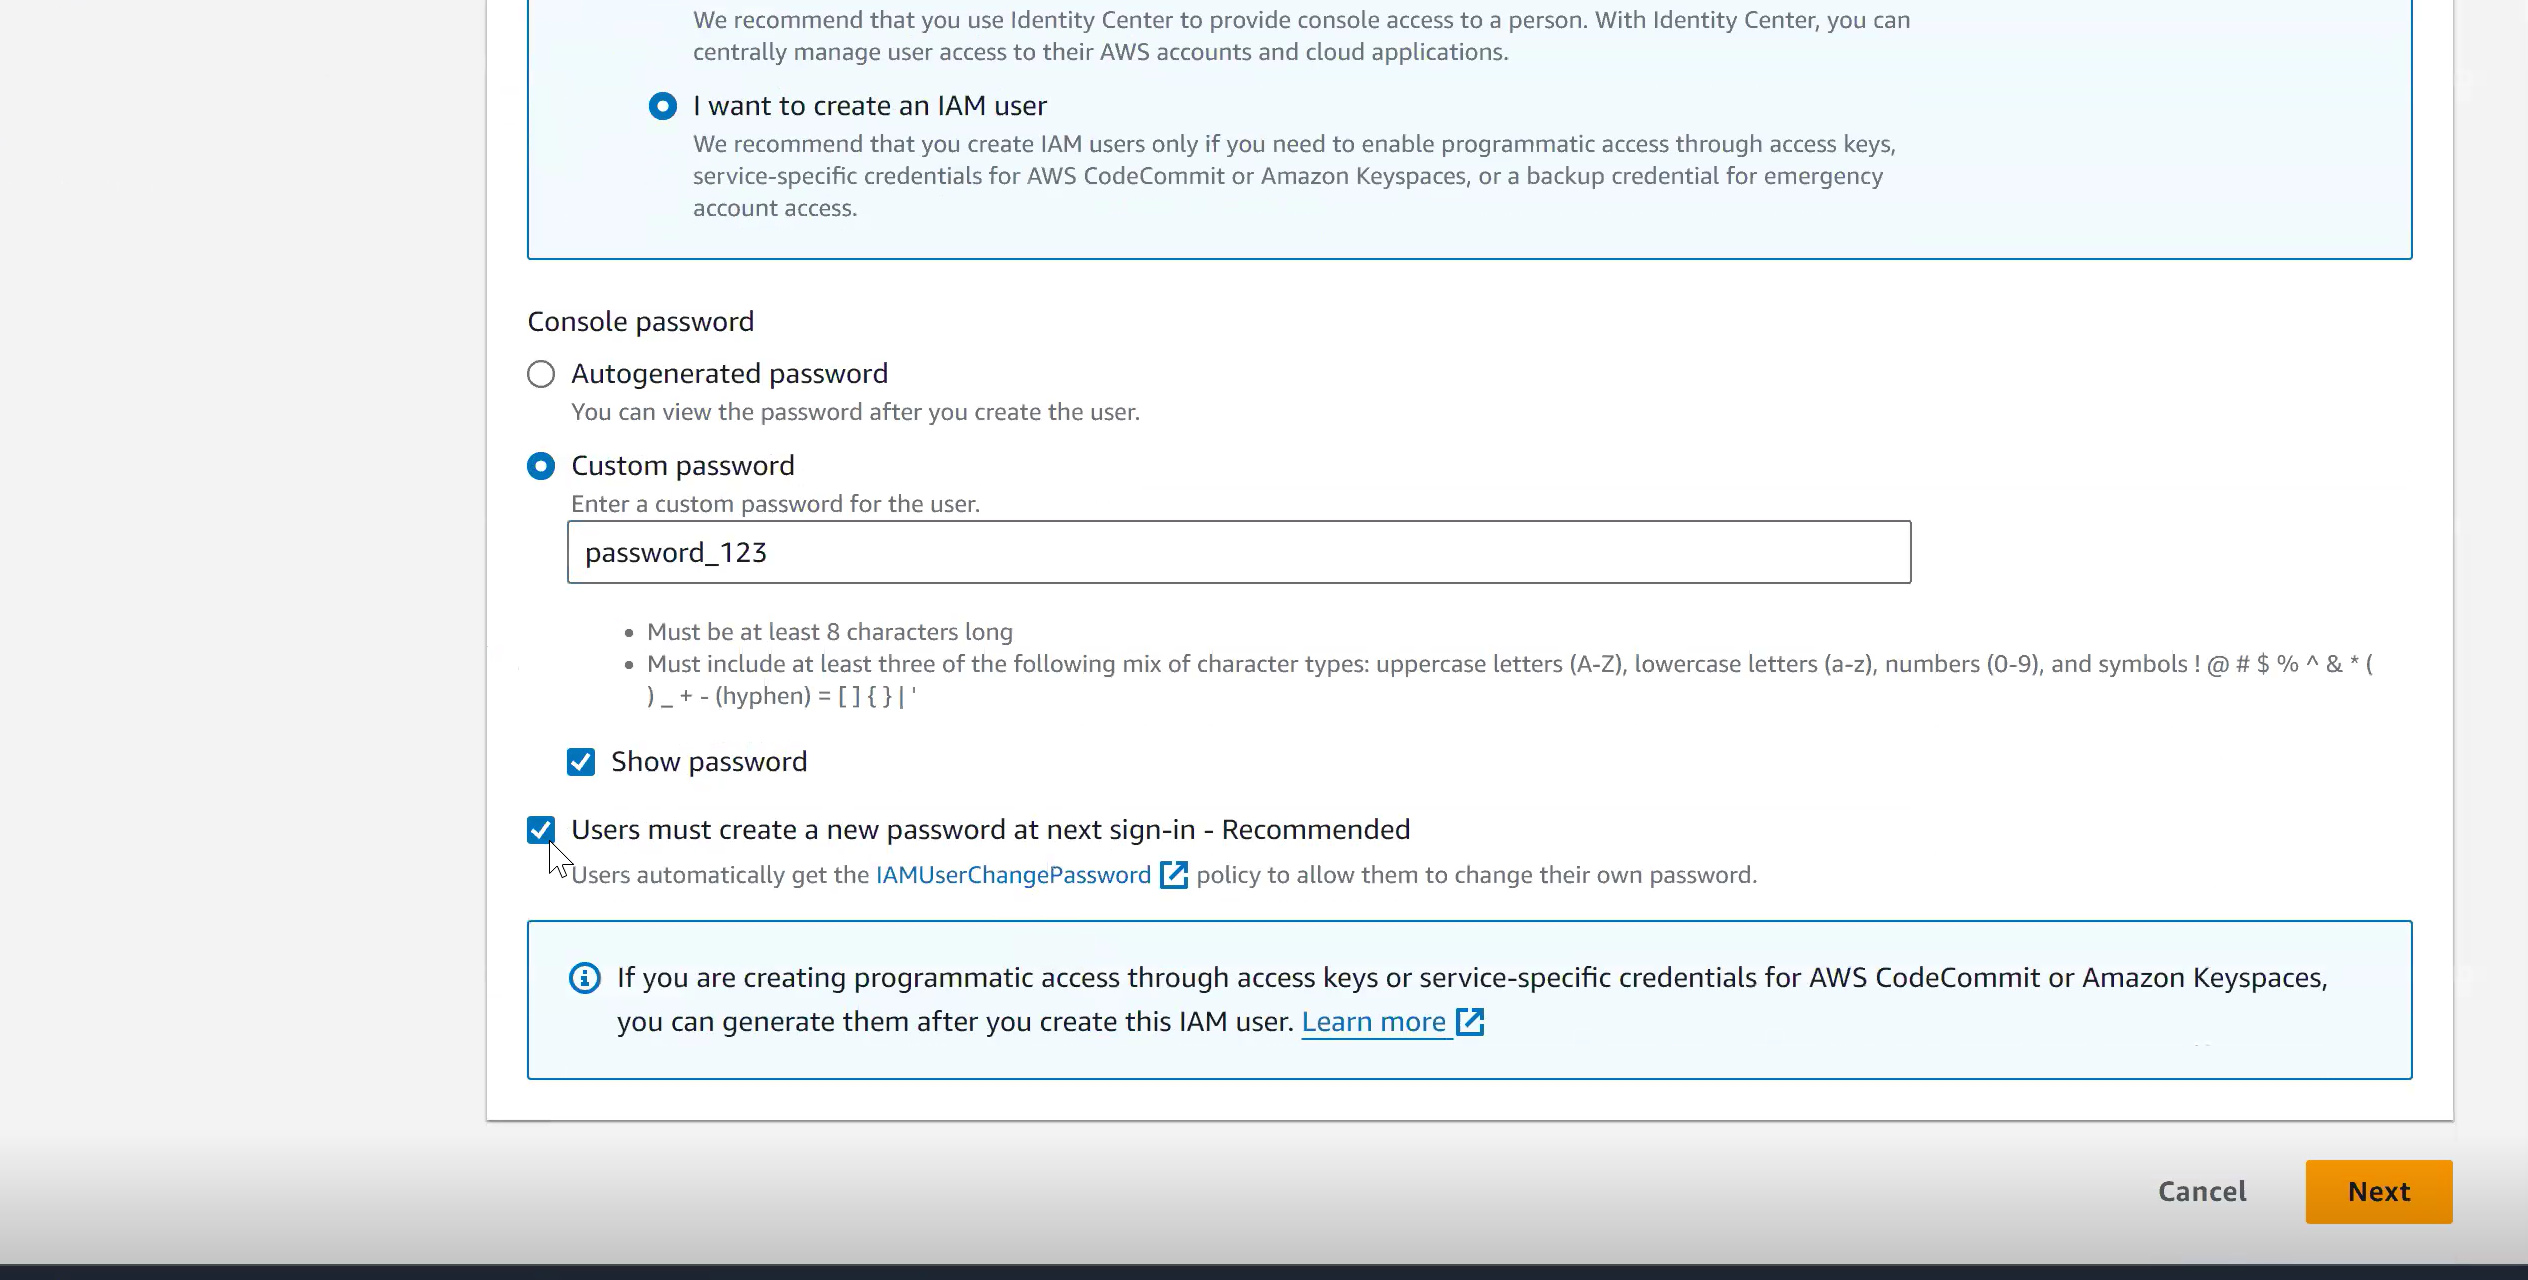 We recommend that you use Identity Center to provide console access to a person. With Identity Center, you can
centrally manage user access to their AWS accounts and cloud applications.
I want to create an IAM user
We recommend that you create IAM users only if you need to enable programmatic access through access keys,
service-specific credentials for AWS CodeCommit or Amazon Keyspaces, or a backup credential for emergency
account access.
Console password
Autogenerated password
You can view the password after you create the user.
Custom password
Enter a custom password for the user.
password_123
• Must be at least 8 characters long
• Must include at least three of the following mix of character types: uppercase letters (A-Z), lowercase letters (a-z), numbers (0-9), and symbols ! @ # $ % ^ & * (
) _ + - (hyphen) = [ ] { } | '
Show password
Users must create a new password at next sign-in - Recommended
Users automatically get the IAMUserChangePassword policy to allow them to change their own password.
If you are creating programmatic access through access keys or service-specific credentials for AWS CodeCommit or Amazon Keyspaces,
you can generate them after you create this IAM user. Learn more
Cancel
Next